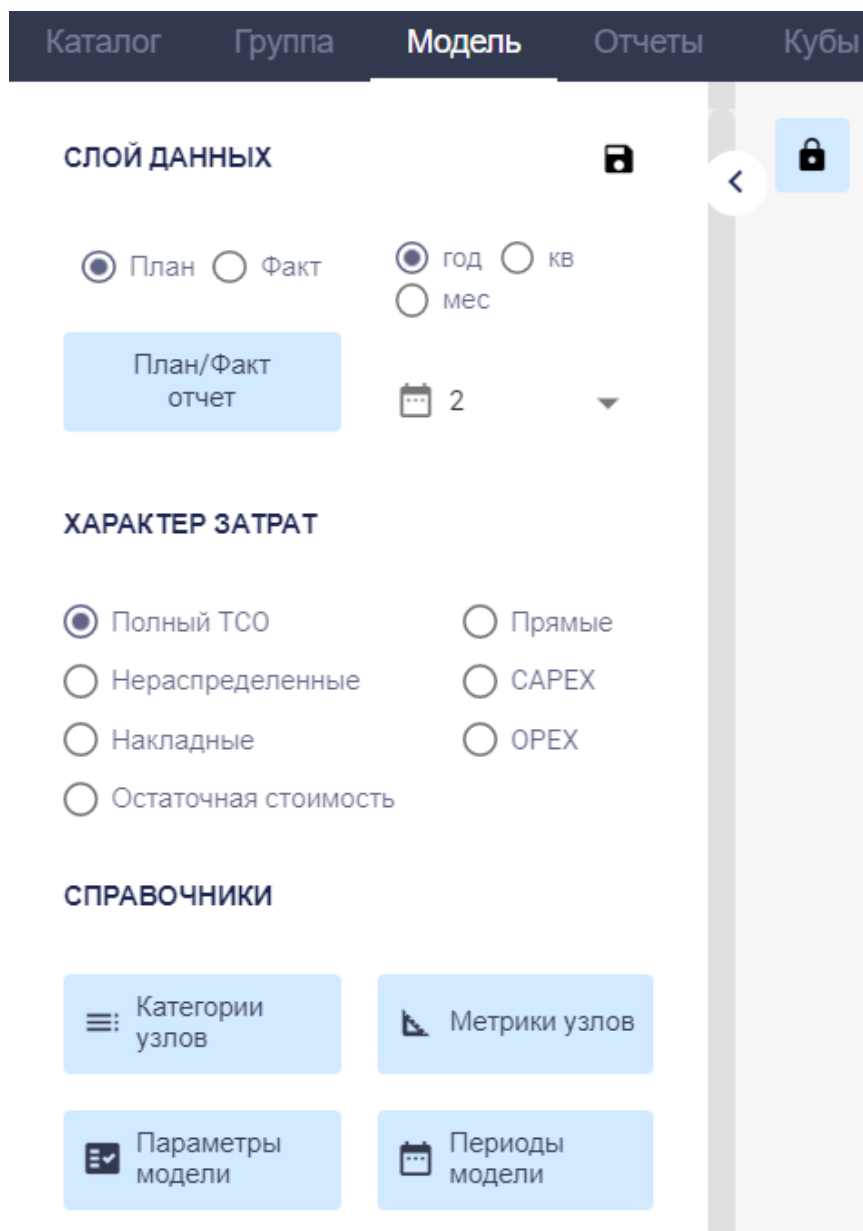 Каталог Группа Модель Отчеты Кубы
СЛОЙ ДАННЫХ
План Факт
год кв
мес
План/Факт
отчет
2
ХАРАКТЕР ЗАТРАТ
Полный ТСО Прямые
Нераспределенные CAPEX
Накладные OPEX
Остаточная стоимость
СПРАВОЧНИКИ
Категории
узлов
Метрики узлов
Параметры
модели
Периоды
модели